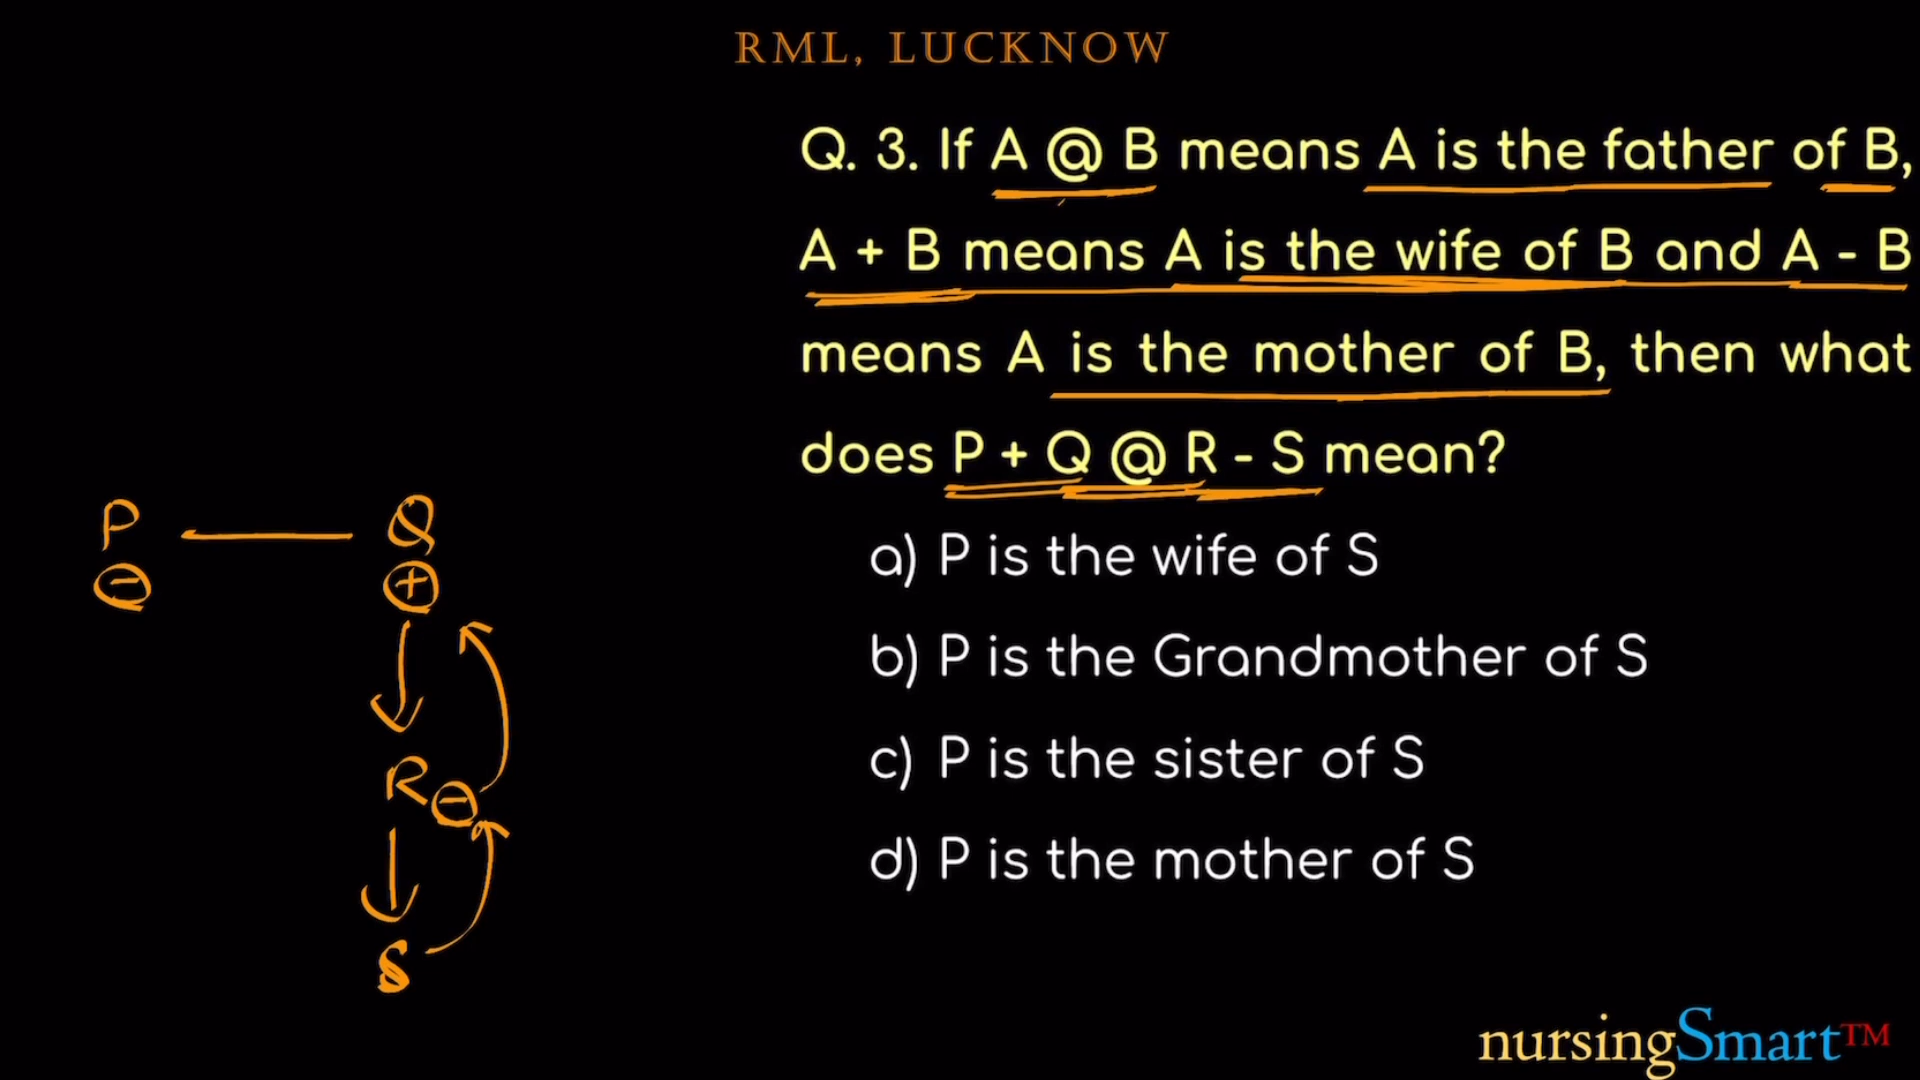 RML, LUCKNOW
Q. 3. If A @ B means A is the father of B,
A + B means A is the wife of B and A - B
means A is the mother of B, then what
does P + Q @ R - S mean?
a) P is the wife of S
b) P is the Grandmother of S
c) P is the sister of S
d) P is the mother of S
P — Q
⊖ ⊕
R ⊖
S
nursingSmart™